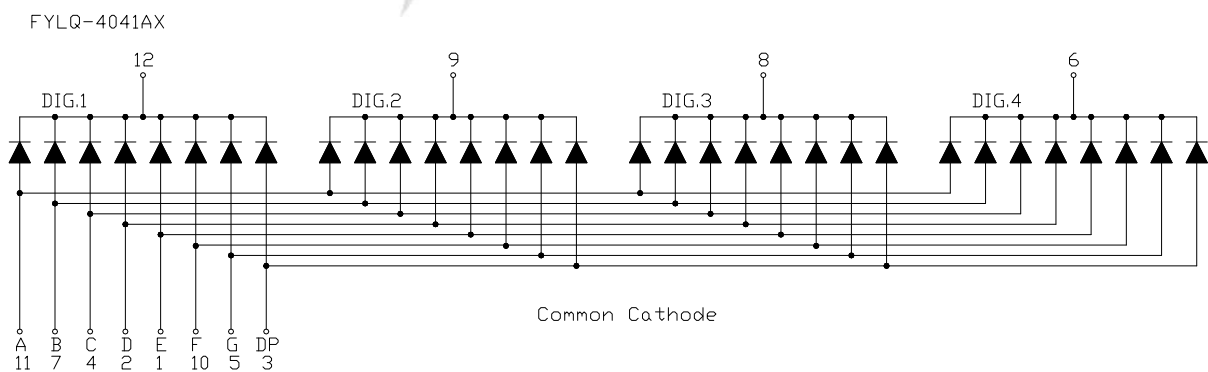 FYLQ-4041AX
12 9 8 6
DIG.1 DIG.2 DIG.3 DIG.4
Common Cathode
A B C D E F G DP
11 7 4 2 1 10 5 3